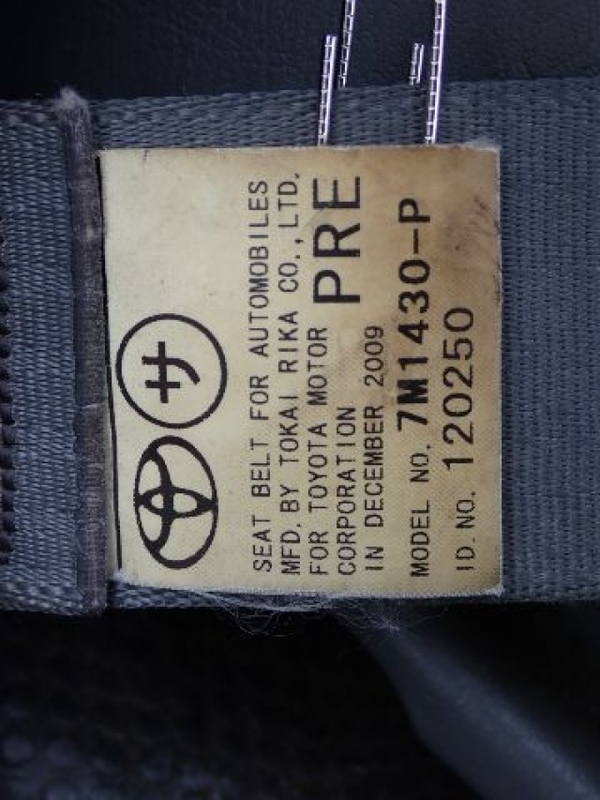 サ
SEAT BELT FOR AUTOMOBILES
MFD. BY TOKAI RIKA CO., LTD.
FOR TOYOTA MOTOR
CORPORATION
PRE
IN DECEMBER 2009
MODEL NO. 7M1430-P
ID. NO. 120250